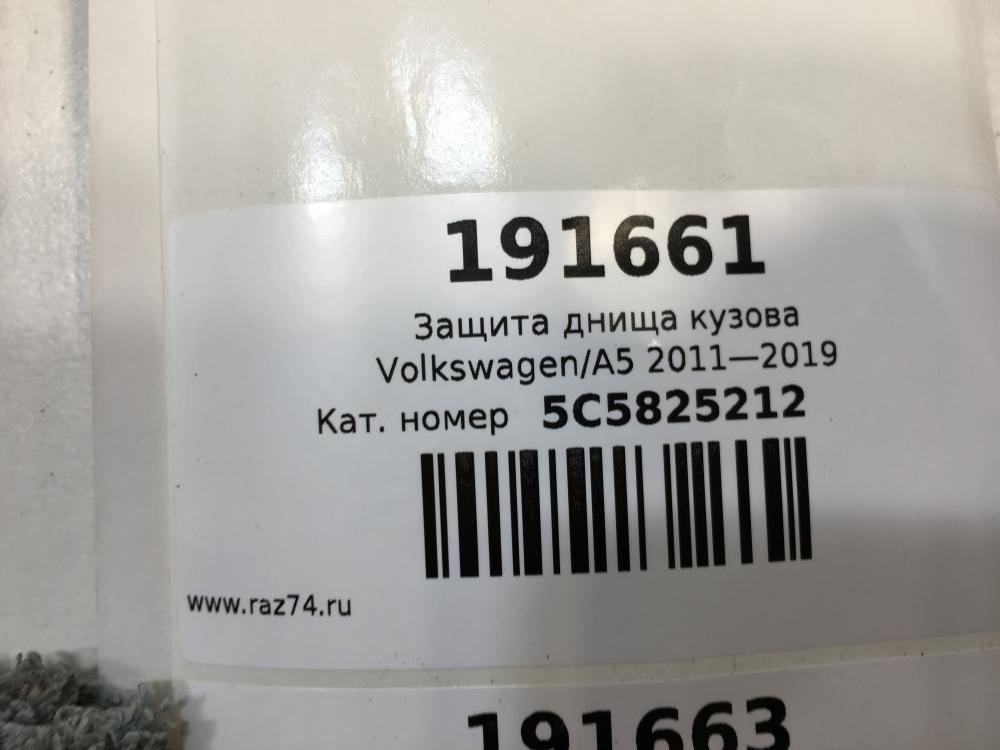 191661
Защита днища кузова
Volkswagen/A5 2011—2019
Кат. номер 5C5825212
www.raz74.ru
191663